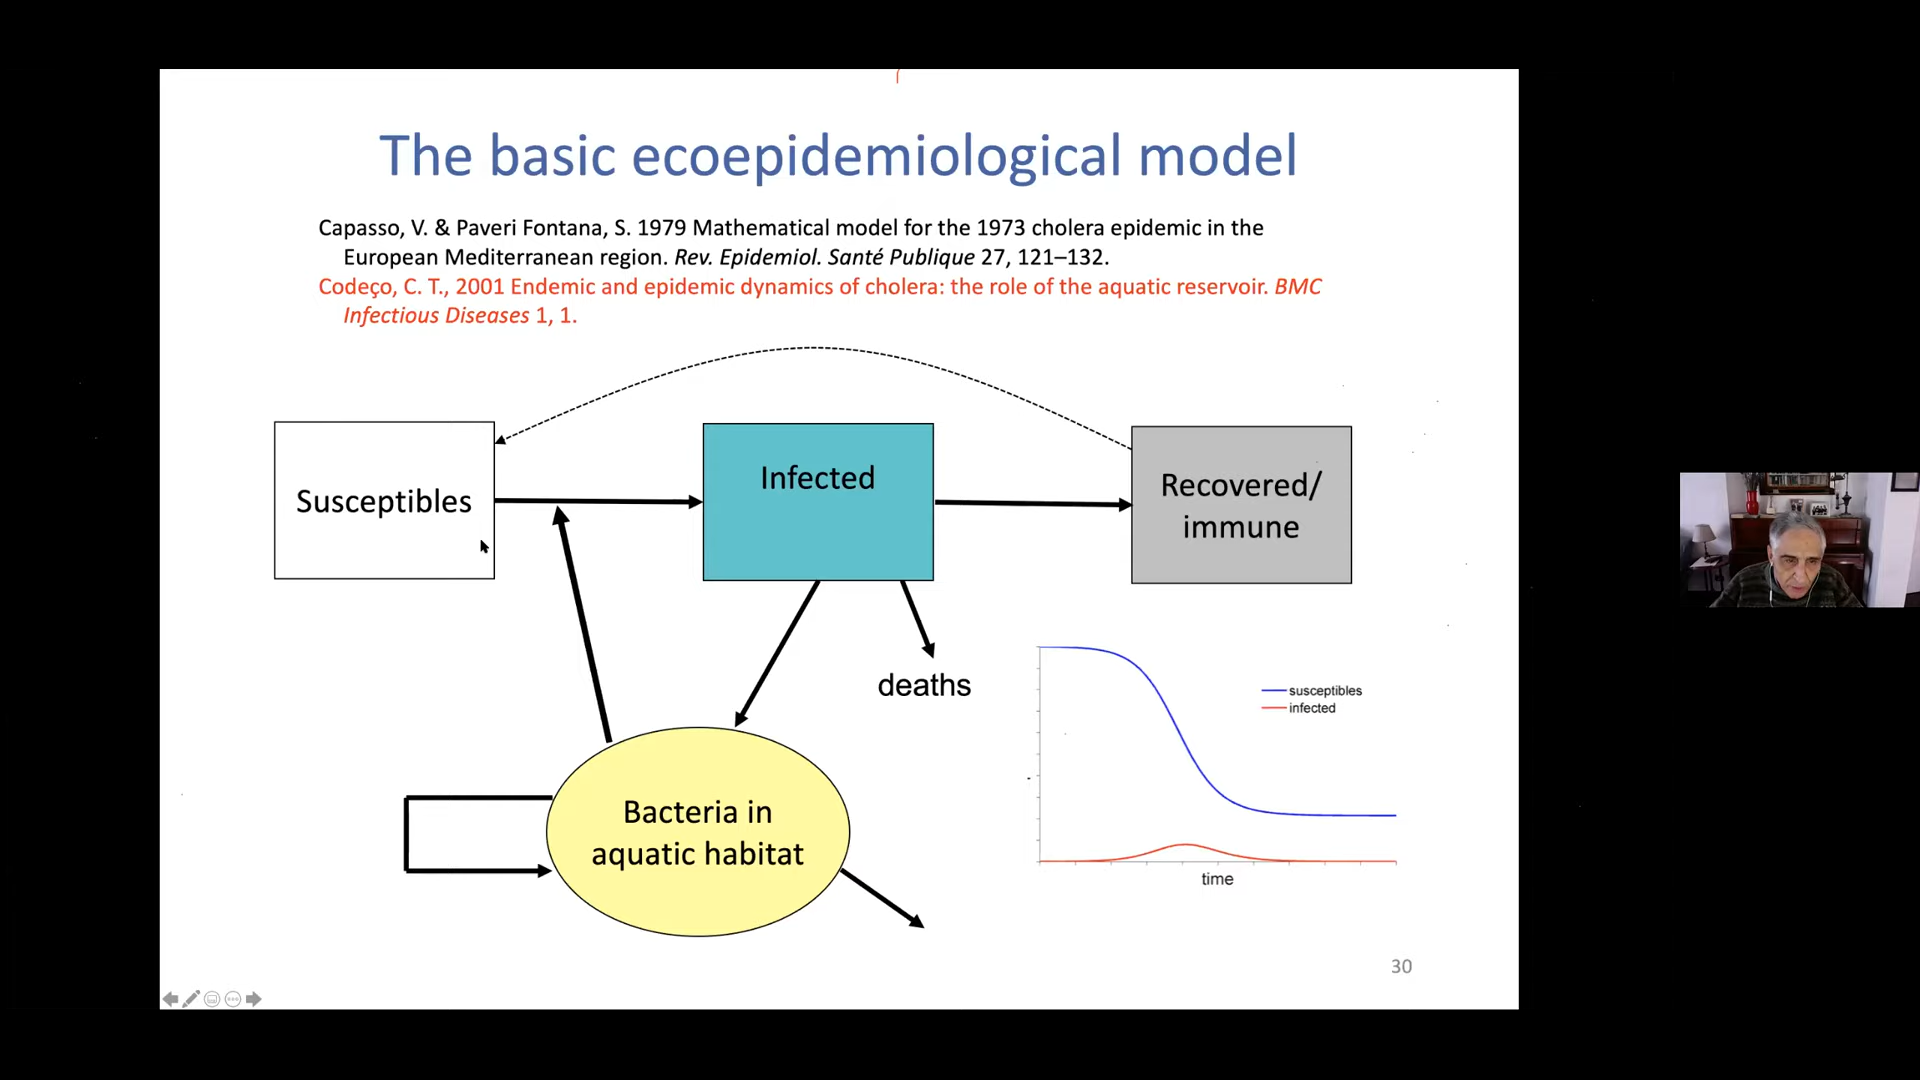 The basic ecoepidemiological model
Capasso, V. & Paveri Fontana, S. 1979 Mathematical model for the 1973 cholera epidemic in the
European Mediterranean region. Rev. Epidemiol. Santé Publique 27, 121–132.
Codeço, C. T., 2001 Endemic and epidemic dynamics of cholera: the role of the aquatic reservoir. BMC
Infectious Diseases 1, 1.
Susceptibles
Infected
Recovered/
immune
deaths
susceptibles
infected
Bacteria in
aquatic habitat
time
30